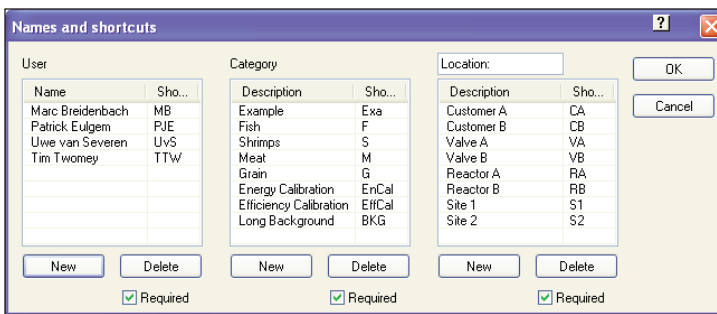 Names and shortcuts ?
User Category Location:
Name Sho... Description Sho... Description Sho...
Marc Breidenbach MB Example Exa Customer A CA
Patrick Eulgem PJE Fish F Customer B CB
Uwe van Severen UvS Shrimps S Valve A VA
Tim Twomey TTW Meat M Valve B VB
Grain G Reactor A RA
Energy Calibration EnCal Reactor B RB
Efficiency Calibration EffCal Site 1 S1
Long Background BKG Site 2 S2
New Delete New Delete New Delete
Required Required Required
OK
Cancel